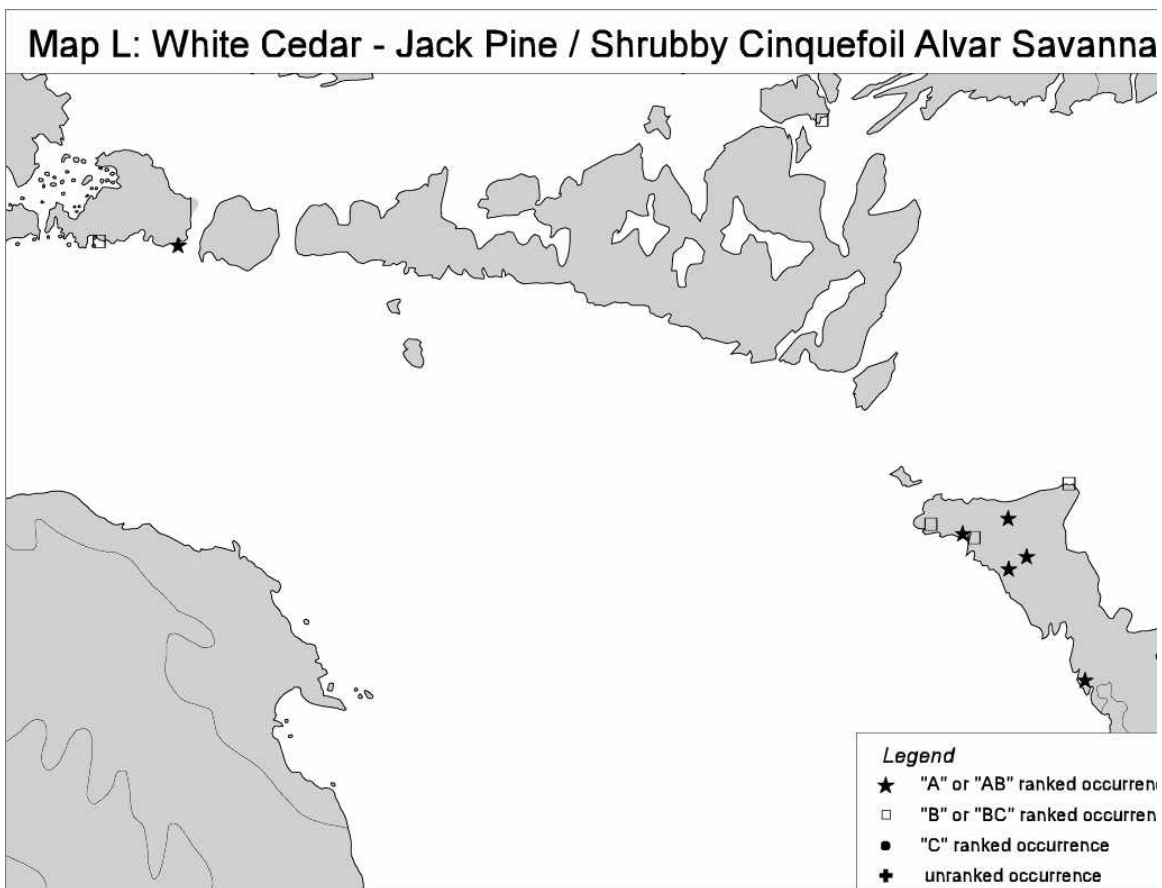 Map L: White Cedar - Jack Pine / Shrubby Cinquefoil Alvar Savanna
Legend
"A" or "AB" ranked occurrenc
"B" or "BC" ranked occurren
"C" ranked occurrence
unranked occurrence